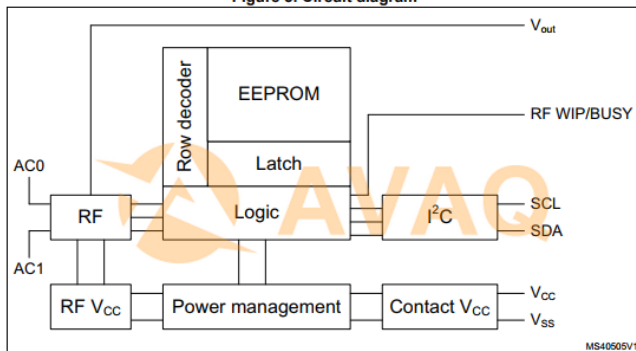 Figure 3. Circuit diagram
Vout
Row decoder
EEPROM
RF WIP/BUSY
Latch
AC0
AVAQ
RF
Logic
I²C
SCL
SDA
AC1
RF VCC
Power management
Contact VCC
VCC
VSS
MS40505V1